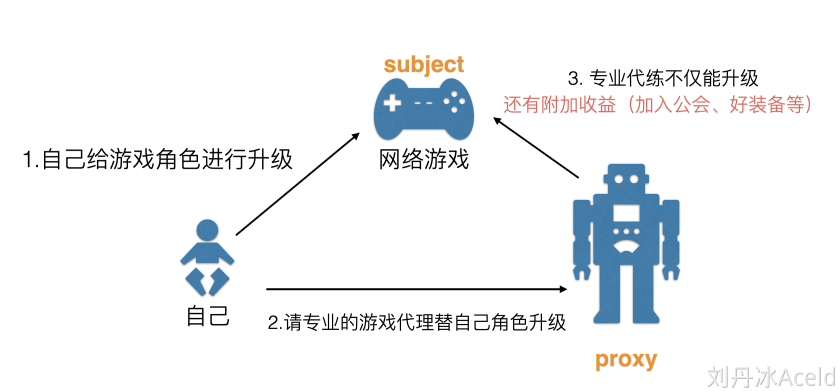 subject
3. 专业代练不仅能升级
还有附加收益（加入公会、好装备等）
1.自己给游戏角色进行升级
网络游戏
自己
2.请专业的游戏代理替自己角色升级
proxy
刘丹冰Aceld